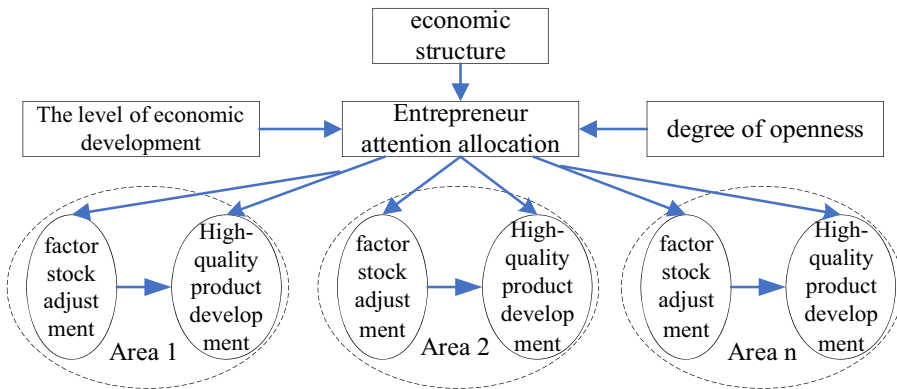 economic
structure
The level of economic
development
Entrepreneur
attention allocation
degree of openness
factor
stock
adjust
ment
High-
quality
product
develop
ment
Area 1
factor
stock
adjust
ment
High-
quality
product
develop
ment
Area 2
factor
stock
adjust
ment
High-
quality
product
develop
ment
Area n